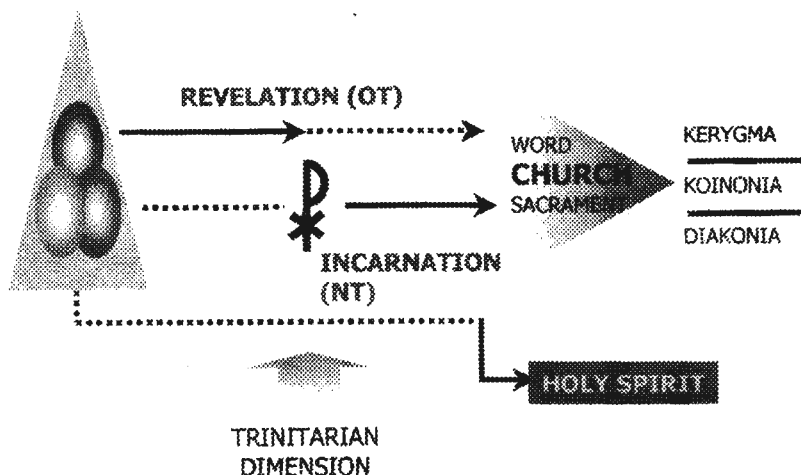 REVELATION (OT)
WORD
CHURCH
SACRAMENT
KERYGMA
KOINONIA
DIAKONIA
INCARNATION
(NT)
HOLY SPIRIT
TRINITARIAN
DIMENSION